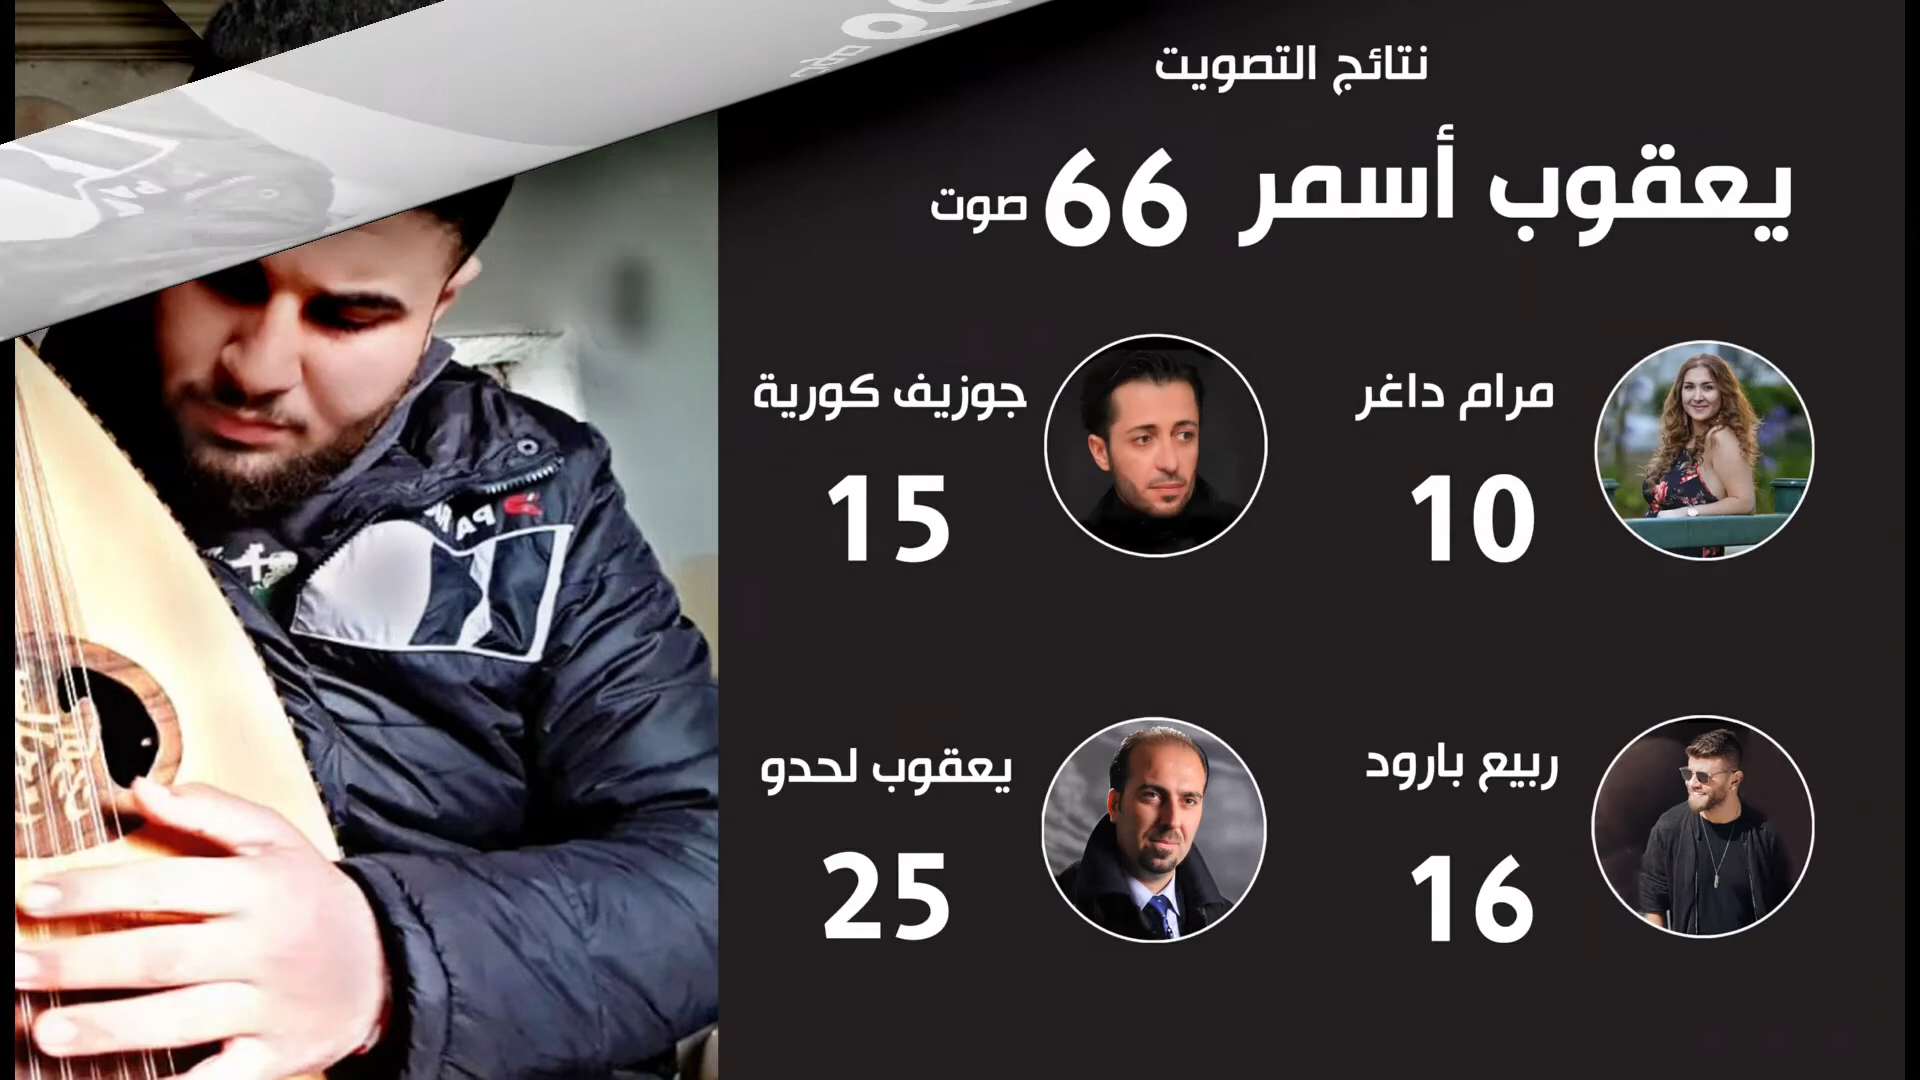 نتائج التصويت
يعقوب أسمر 66 صوت
مرام داغر
10
جوزيف كورية
15
ربيع بارود
16
يعقوب لحدو
25